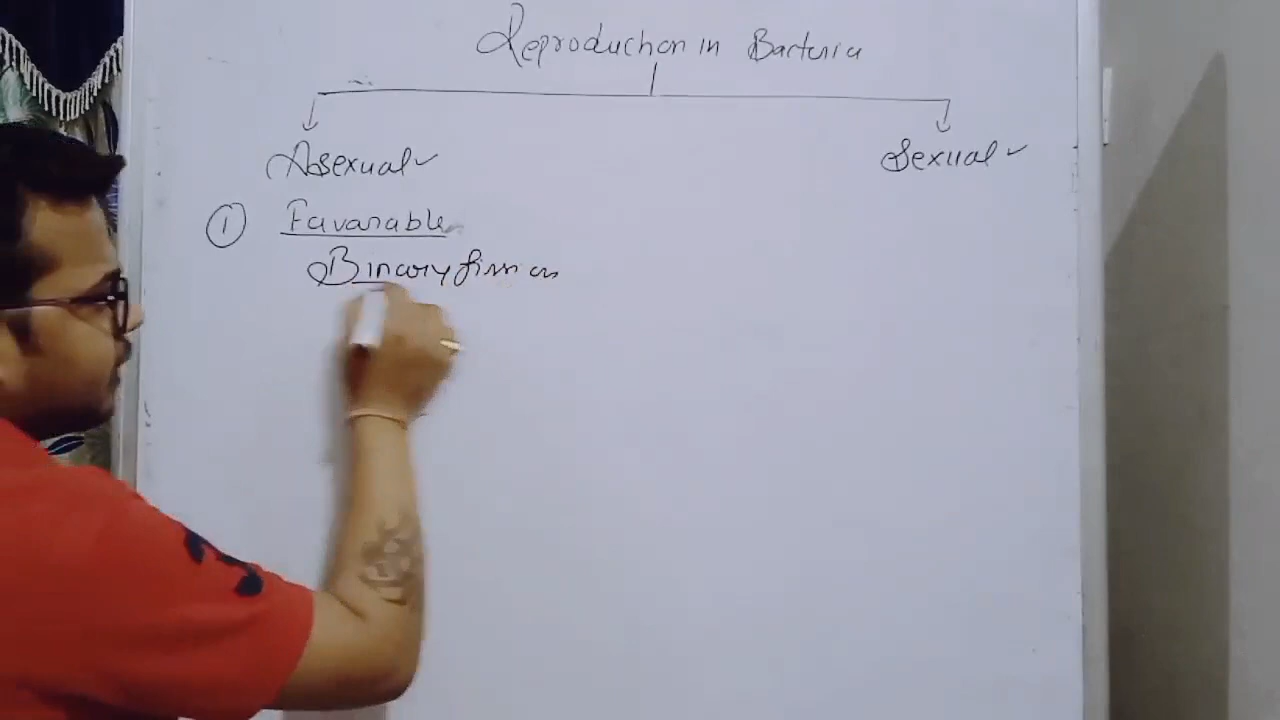 Reproduction in Bacteria
Asexual ✓
Sexual ✓
① Favarable
Binary fission